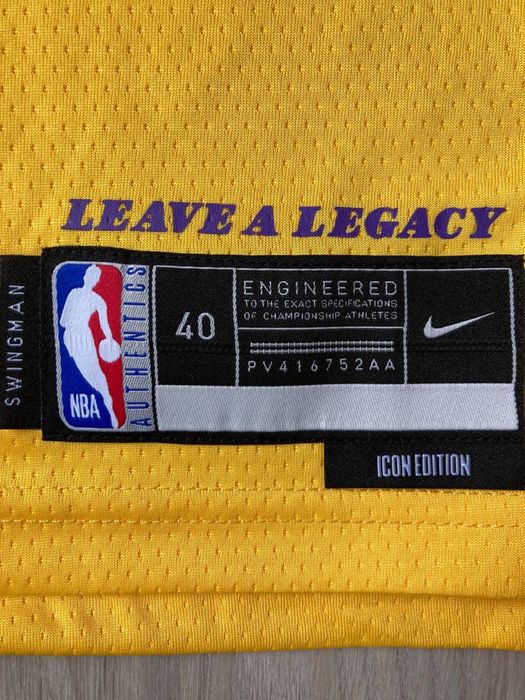 LEAVE A LEGACY
SWINGMAN
NBA
AUTHENTICS
40
ENGINEERED
TO THE EXACT SPECIFICATIONS
OF CHAMPIONSHIP ATHLETES
PV416752AA
ICON EDITION